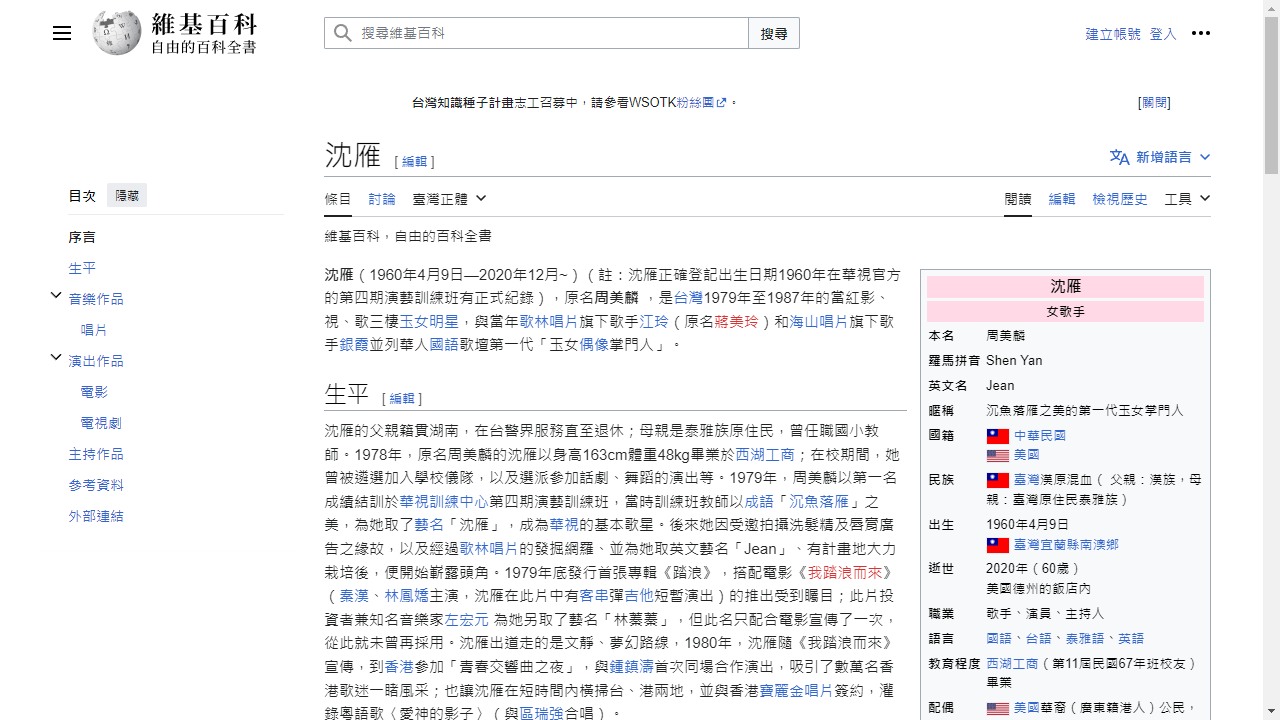 維基百科
自由的百科全書
搜尋維基百科
搜尋
建立帳號 登入
台灣知識種子計畫志工召募中，請參看WSOTK粉絲團。
[關閉]
沈雁 [ 編輯 ]
新增語言
目次 隱藏
條目 討論 臺灣正體
閱讀 編輯 檢視歷史 工具
序言
生平
音樂作品
唱片
演出作品
電影
電視劇
主持作品
參考資料
外部連結
維基百科，自由的百科全書
沈雁（1960年4月9日—2020年12月~）（註：沈雁正確登記出生日期1960年在華視官方
的第四期演藝訓練班有正式紀錄），原名周美麟 ，是台灣1979年至1987年的當紅影、
視、歌三棲玉女明星，與當年歌林唱片旗下歌手江玲（原名蔣美玲）和海山唱片旗下歌
手銀霞並列華人國語歌壇第一代「玉女偶像掌門人」。
生平 [ 編輯 ]
沈雁的父親籍貫湖南，在台警界服務直至退休；母親是泰雅族原住民，曾任職國小教
師。1978年，原名周美麟的沈雁以身高163cm體重48kg畢業於西湖工商；在校期間，她
曾被遴選加入學校儀隊，以及選派參加話劇、舞蹈的演出等。1979年，周美麟以第一名
成績結訓於華視訓練中心第四期演藝訓練班，當時訓練班教師以成語「沉魚落雁」之
美，為她取了藝名「沈雁」，成為華視的基本歌星。後來她因受邀拍攝洗髮精及唇膏廣
告之緣故，以及經過歌林唱片的發掘網羅、並為她取英文藝名「Jean」、有計畫地大力
栽培後，便開始嶄露頭角。1979年底發行首張專輯《踏浪》，搭配電影《我踏浪而來》
（秦漢、林鳳嬌主演，沈雁在此片中有客串彈吉他短暫演出）的推出受到矚目；此片投
資者兼知名音樂家左宏元 為她另取了藝名「林蓁蓁」，但此名只配合電影宣傳了一次，
從此就未曾再採用。沈雁出道走的是文靜、夢幻路線，1980年，沈雁隨《我踏浪而來》
宣傳，到香港參加「青春交響曲之夜」，與鍾鎮濤首次同場合作演出，吸引了數萬名香
港歌迷一睹風采；也讓沈雁在短時間內橫掃台、港兩地，並與香港寶麗金唱片簽約，灌
錄粵語歌〈愛神的影子〉（與區瑞強合唱）。
沈雁
女歌手
本名 周美麟
羅馬拼音 Shen Yan
英文名 Jean
暱稱 沉魚落雁之美的第一代玉女掌門人
國籍 中華民國
美國
民族 臺灣漢原混血（ 父親：漢族，母
親：臺灣原住民泰雅族）
出生 1960年4月9日
臺灣宜蘭縣南澳鄉
逝世 2020年（60歲）
美國德州的飯店內
職業 歌手、演員、主持人
語言 國語、台語、泰雅語、英語
教育程度 西湖工商（第11屆民國67年班校友）
畢業
配偶 美國華裔（廣東籍港人）公民，